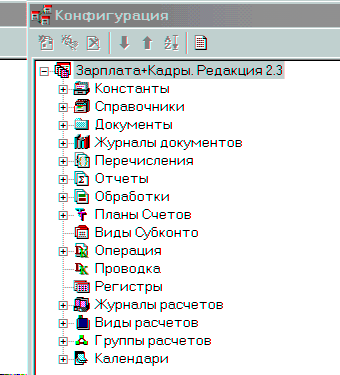 Конфигурация
Зарплата+Кадры. Редакция 2.3
Константы
Справочники
Документы
Журналы документов
Перечисления
Отчеты
Обработки
Планы Счетов
Виды Субконто
Операция
Проводка
Регистры
Журналы расчетов
Виды расчетов
Группы расчетов
Календари